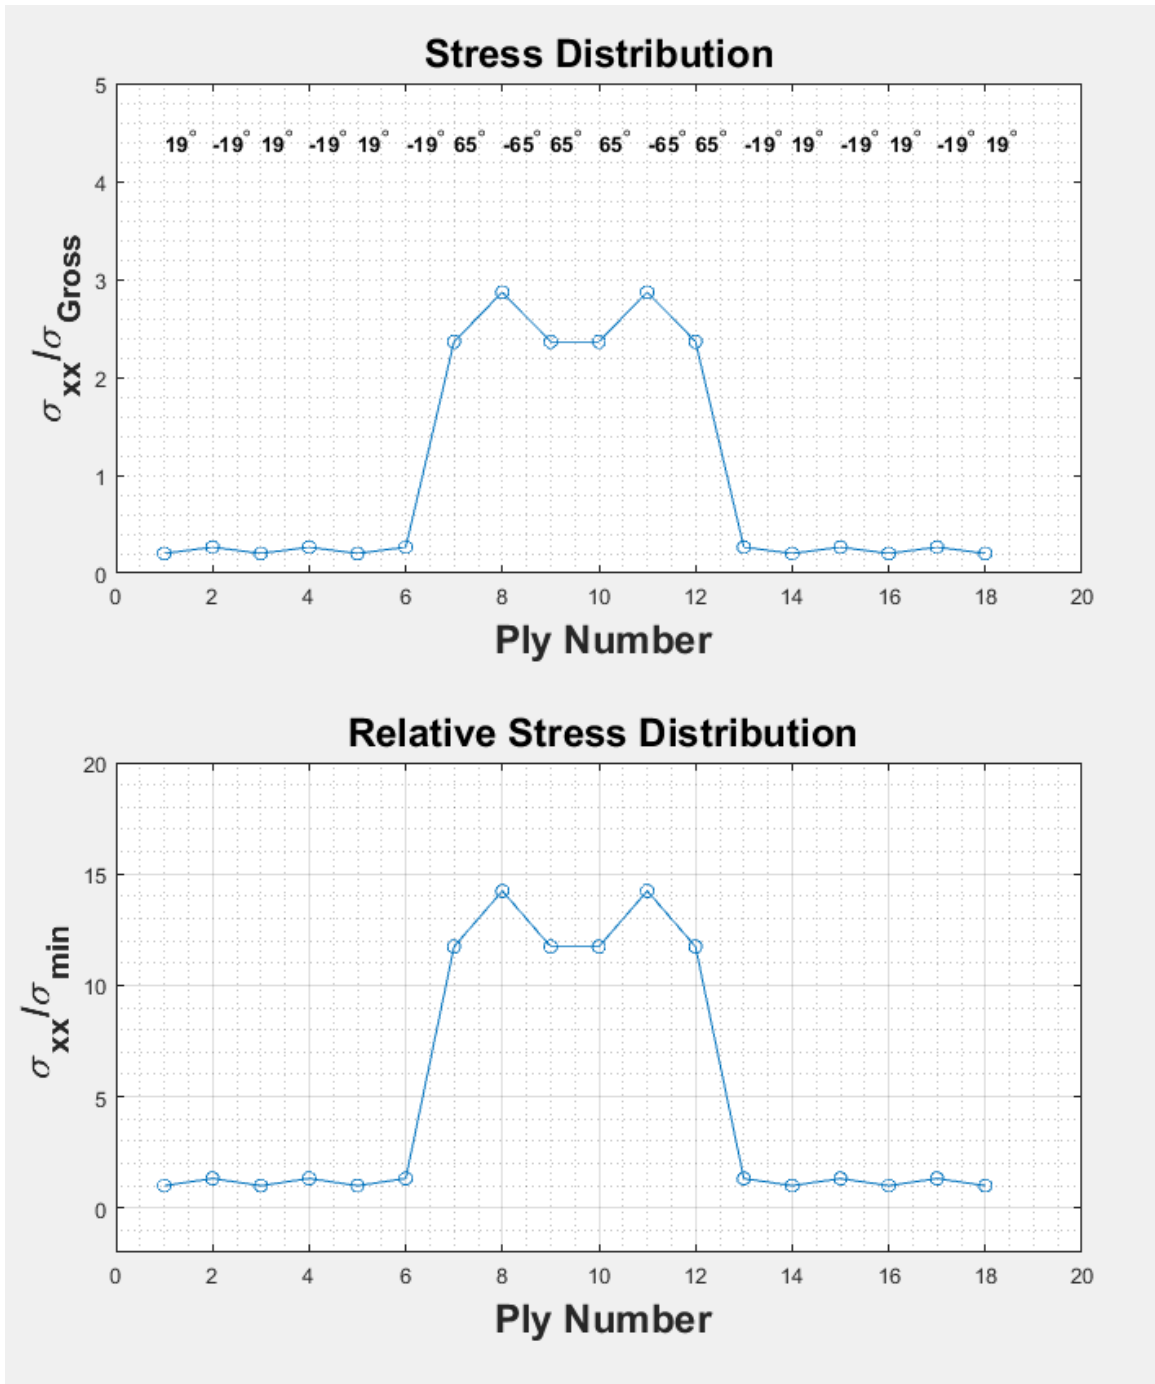 Stress Distribution
5
19° -19° 19° -19° 19° -19° 65° -65° 65° 65° -65° 65° -19° 19° -19° 19° -19° 19°
4
3
2
1
0
σxx/σGross
0 2 4 6 8 10 12 14 16 18 20
Ply Number
Relative Stress Distribution
20
15
10
5
0
σxx/σmin
0 2 4 6 8 10 12 14 16 18 20
Ply Number